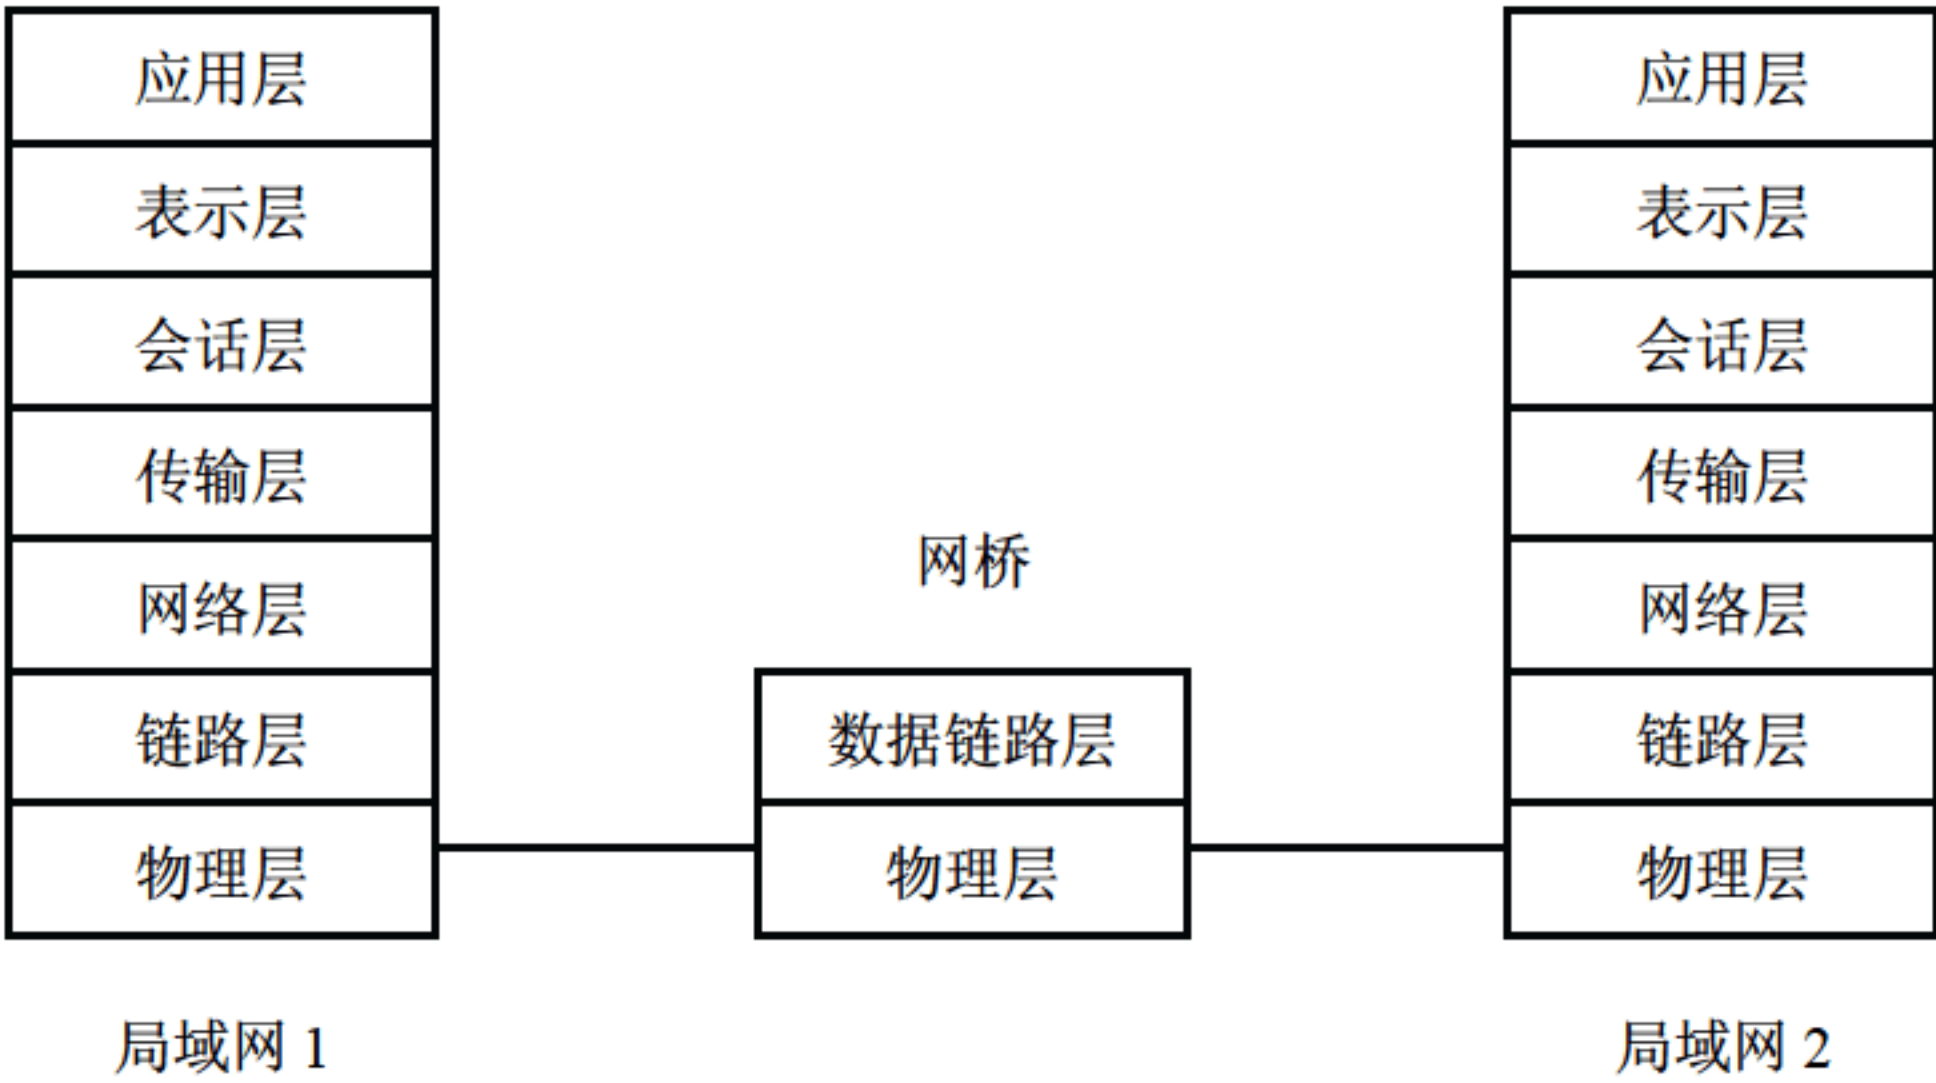 应用层
表示层
会话层
传输层
网络层
链路层
物理层
局域网 1
网桥
数据链路层
物理层
应用层
表示层
会话层
传输层
网络层
链路层
物理层
局域网 2